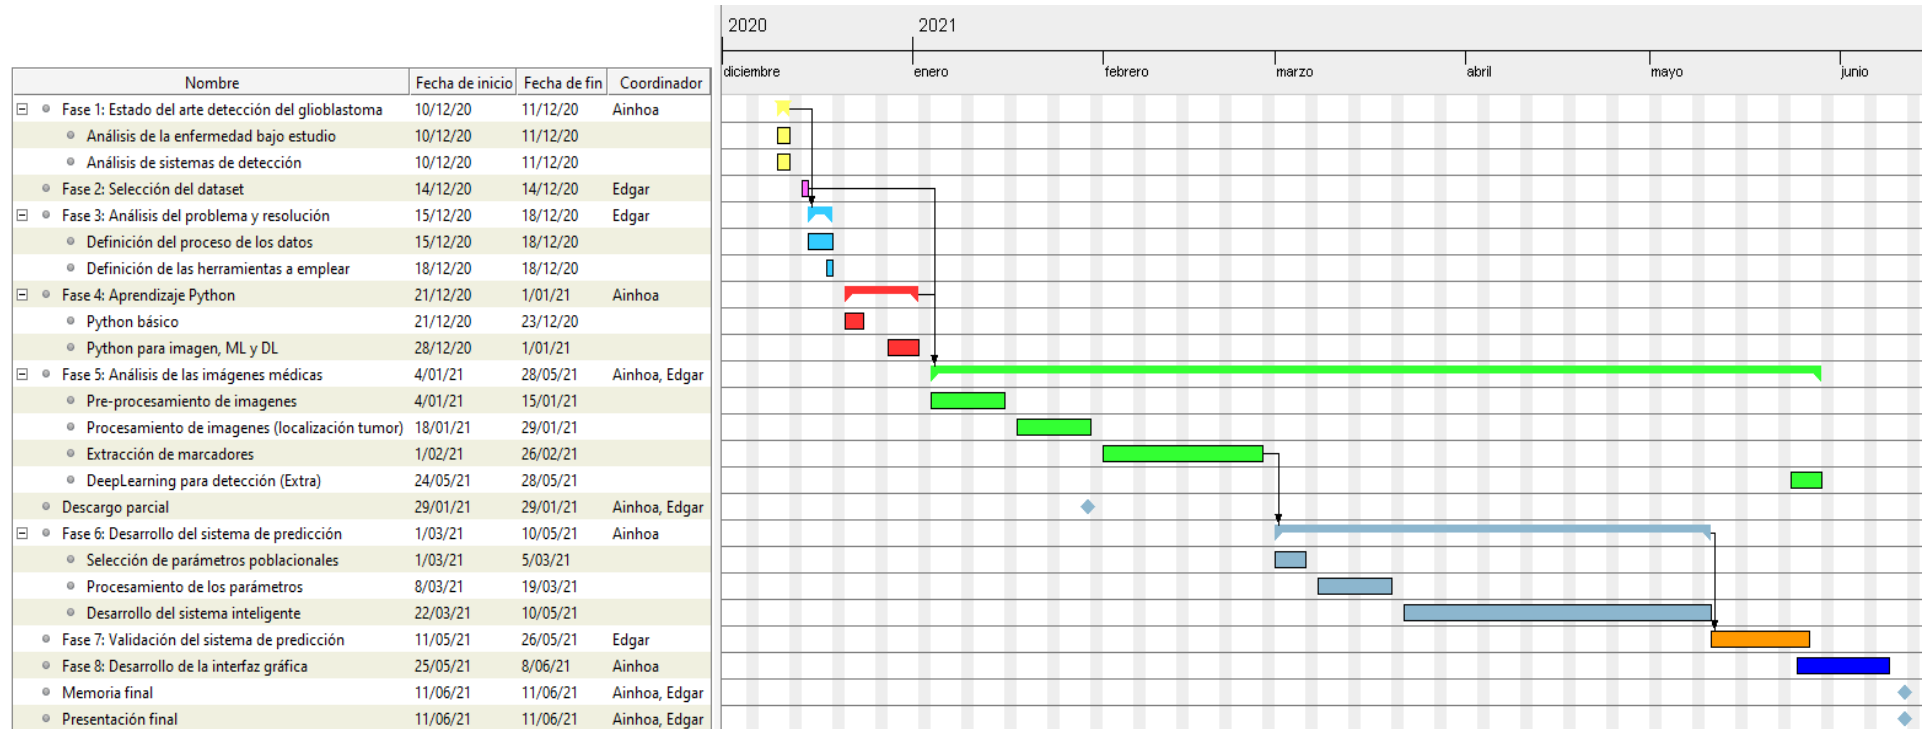 2020 2021
diciembre enero febrero marzo abril mayo junio
Nombre Fecha de inicio Fecha de fin Coordinador
Fase 1: Estado del arte detección del glioblastoma 10/12/20 11/12/20 Ainhoa
Análisis de la enfermedad bajo estudio 10/12/20 11/12/20
Análisis de sistemas de detección 10/12/20 11/12/20
Fase 2: Selección del dataset 14/12/20 14/12/20 Edgar
Fase 3: Análisis del problema y resolución 15/12/20 18/12/20 Edgar
Definición del proceso de los datos 15/12/20 18/12/20
Definición de las herramientas a emplear 18/12/20 18/12/20
Fase 4: Aprendizaje Python 21/12/20 1/01/21 Ainhoa
Python básico 21/12/20 23/12/20
Python para imagen, ML y DL 28/12/20 1/01/21
Fase 5: Análisis de las imágenes médicas 4/01/21 28/05/21 Ainhoa, Edgar
Pre-procesamiento de imagenes 4/01/21 15/01/21
Procesamiento de imagenes (localización tumor) 18/01/21 29/01/21
Extracción de marcadores 1/02/21 26/02/21
DeepLearning para detección (Extra) 24/05/21 28/05/21
Descargo parcial 29/01/21 29/01/21 Ainhoa, Edgar
Fase 6: Desarrollo del sistema de predicción 1/03/21 10/05/21 Ainhoa
Selección de parámetros poblacionales 1/03/21 5/03/21
Procesamiento de los parámetros 8/03/21 19/03/21
Desarrollo del sistema inteligente 22/03/21 10/05/21
Fase 7: Validación del sistema de predicción 11/05/21 26/05/21 Edgar
Fase 8: Desarrollo de la interfaz gráfica 25/05/21 8/06/21 Ainhoa
Memoria final 11/06/21 11/06/21 Ainhoa, Edgar
Presentación final 11/06/21 11/06/21 Ainhoa, Edgar